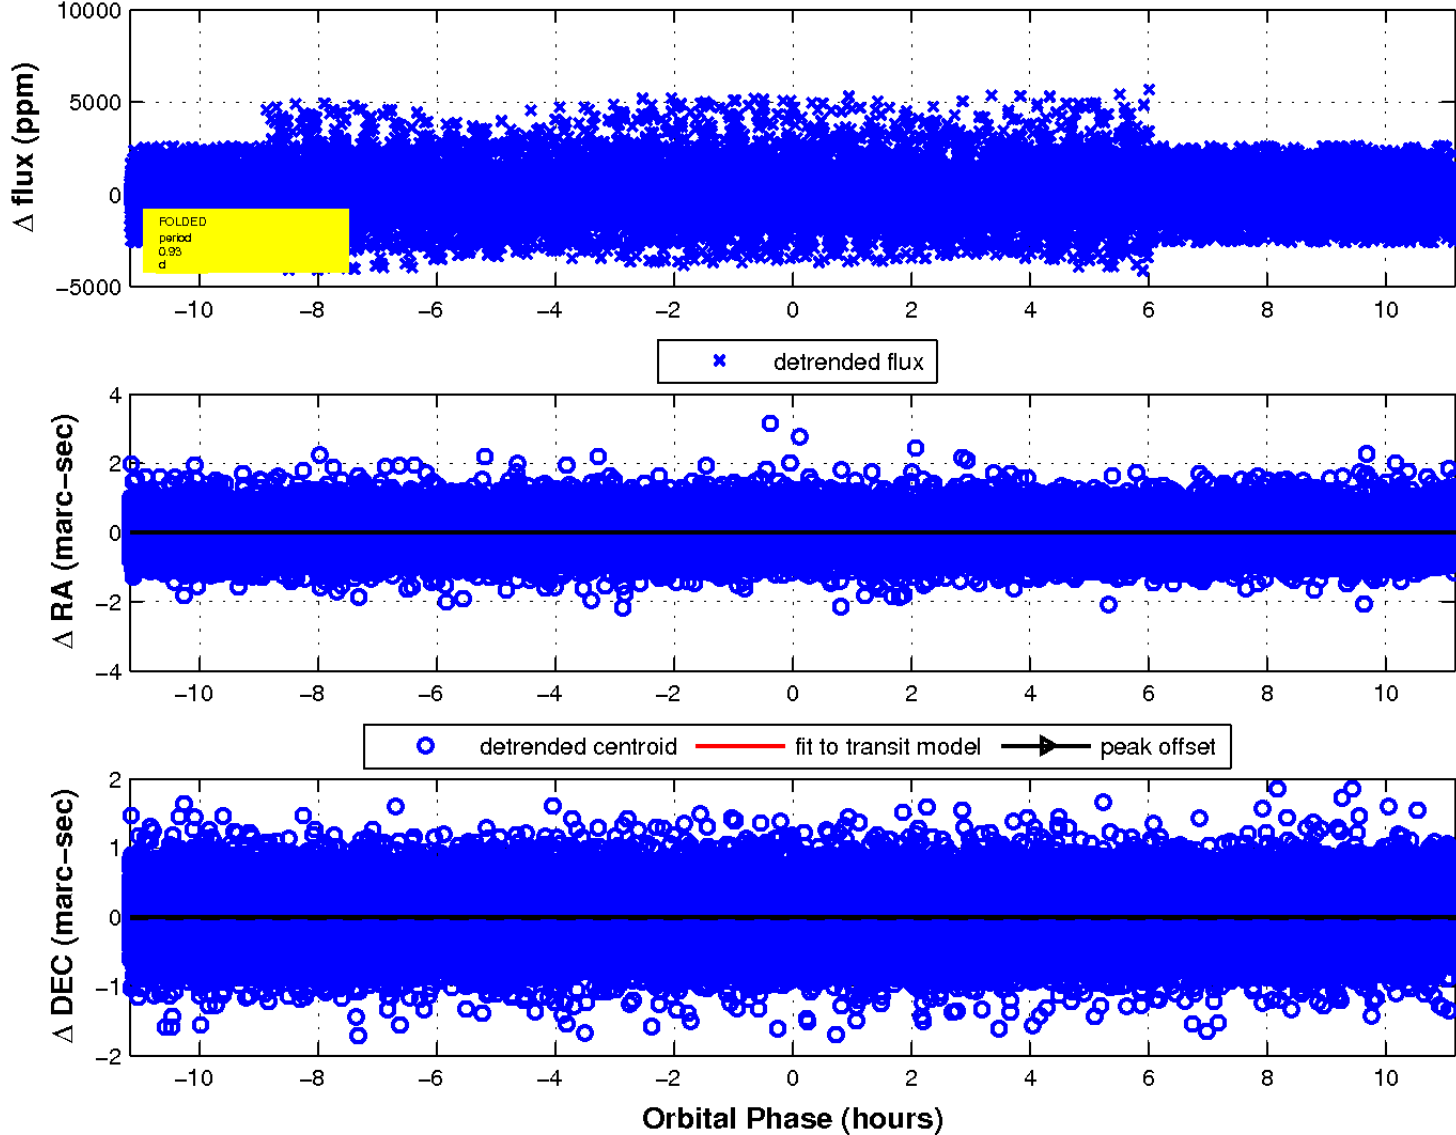 10000
5000
0
−5000
Δ flux (ppm)
FOLDED
period
0.93
d
−10 −8 −6 −4 −2 0 2 4 6 8 10
detrended flux
4
2
0
−2
−4
Δ RA (marc−sec)
−10 −8 −6 −4 −2 0 2 4 6 8 10
detrended centroid fit to transit model peak offset
2
1
0
−1
−2
Δ DEC (marc−sec)
−10 −8 −6 −4 −2 0 2 4 6 8 10
Orbital Phase (hours)